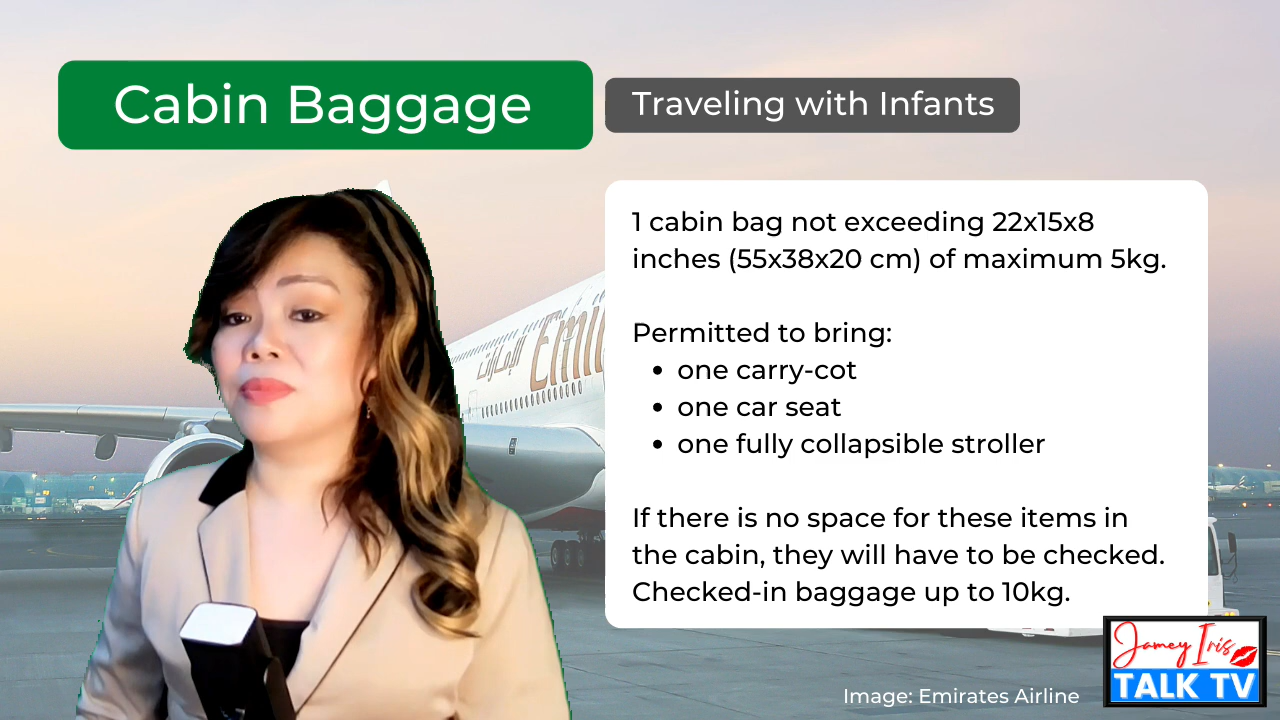 Cabin Baggage
Traveling with Infants
1 cabin bag not exceeding 22x15x8
inches (55x38x20 cm) of maximum 5kg.
Permitted to bring:
• one carry-cot
• one car seat
• one fully collapsible stroller
If there is no space for these items in
the cabin, they will have to be checked.
Checked-in baggage up to 10kg.
الإمارات Emi
Image: Emirates Airline
Jamey Iris
TALK TV